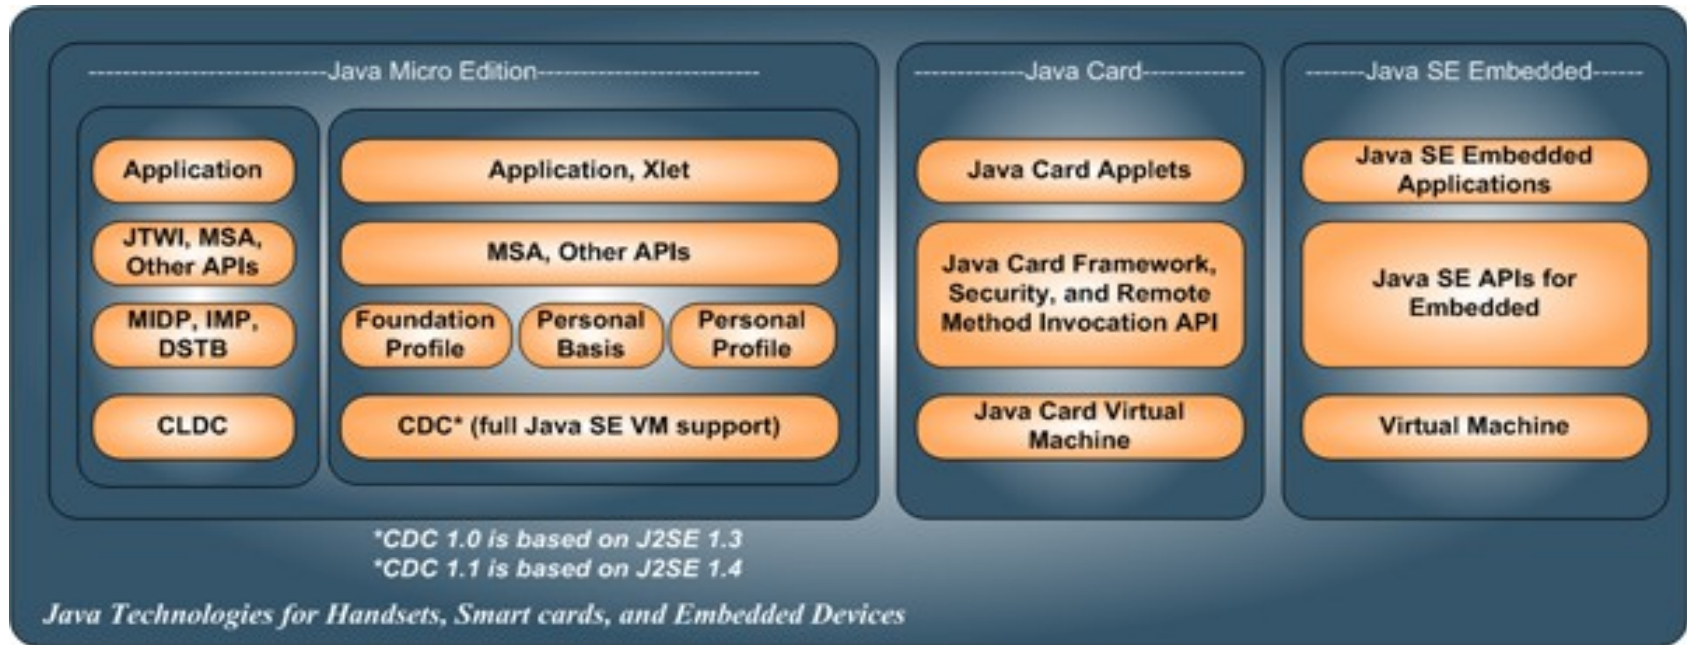 --------------------------Java Micro Edition--------------------------
Application
JTWI, MSA,
Other APIs
MIDP, IMP,
DSTB
CLDC
Application, Xlet
MSA, Other APIs
Foundation
Profile
Personal
Basis
Personal
Profile
CDC* (full Java SE VM support)
-------------Java Card------------
Java Card Applets
Java Card Framework,
Security, and Remote
Method Invocation API
Java Card Virtual
Machine
-------Java SE Embedded------
Java SE Embedded
Applications
Java SE APIs for
Embedded
Virtual Machine
*CDC 1.0 is based on J2SE 1.3
*CDC 1.1 is based on J2SE 1.4
Java Technologies for Handsets, Smart cards, and Embedded Devices